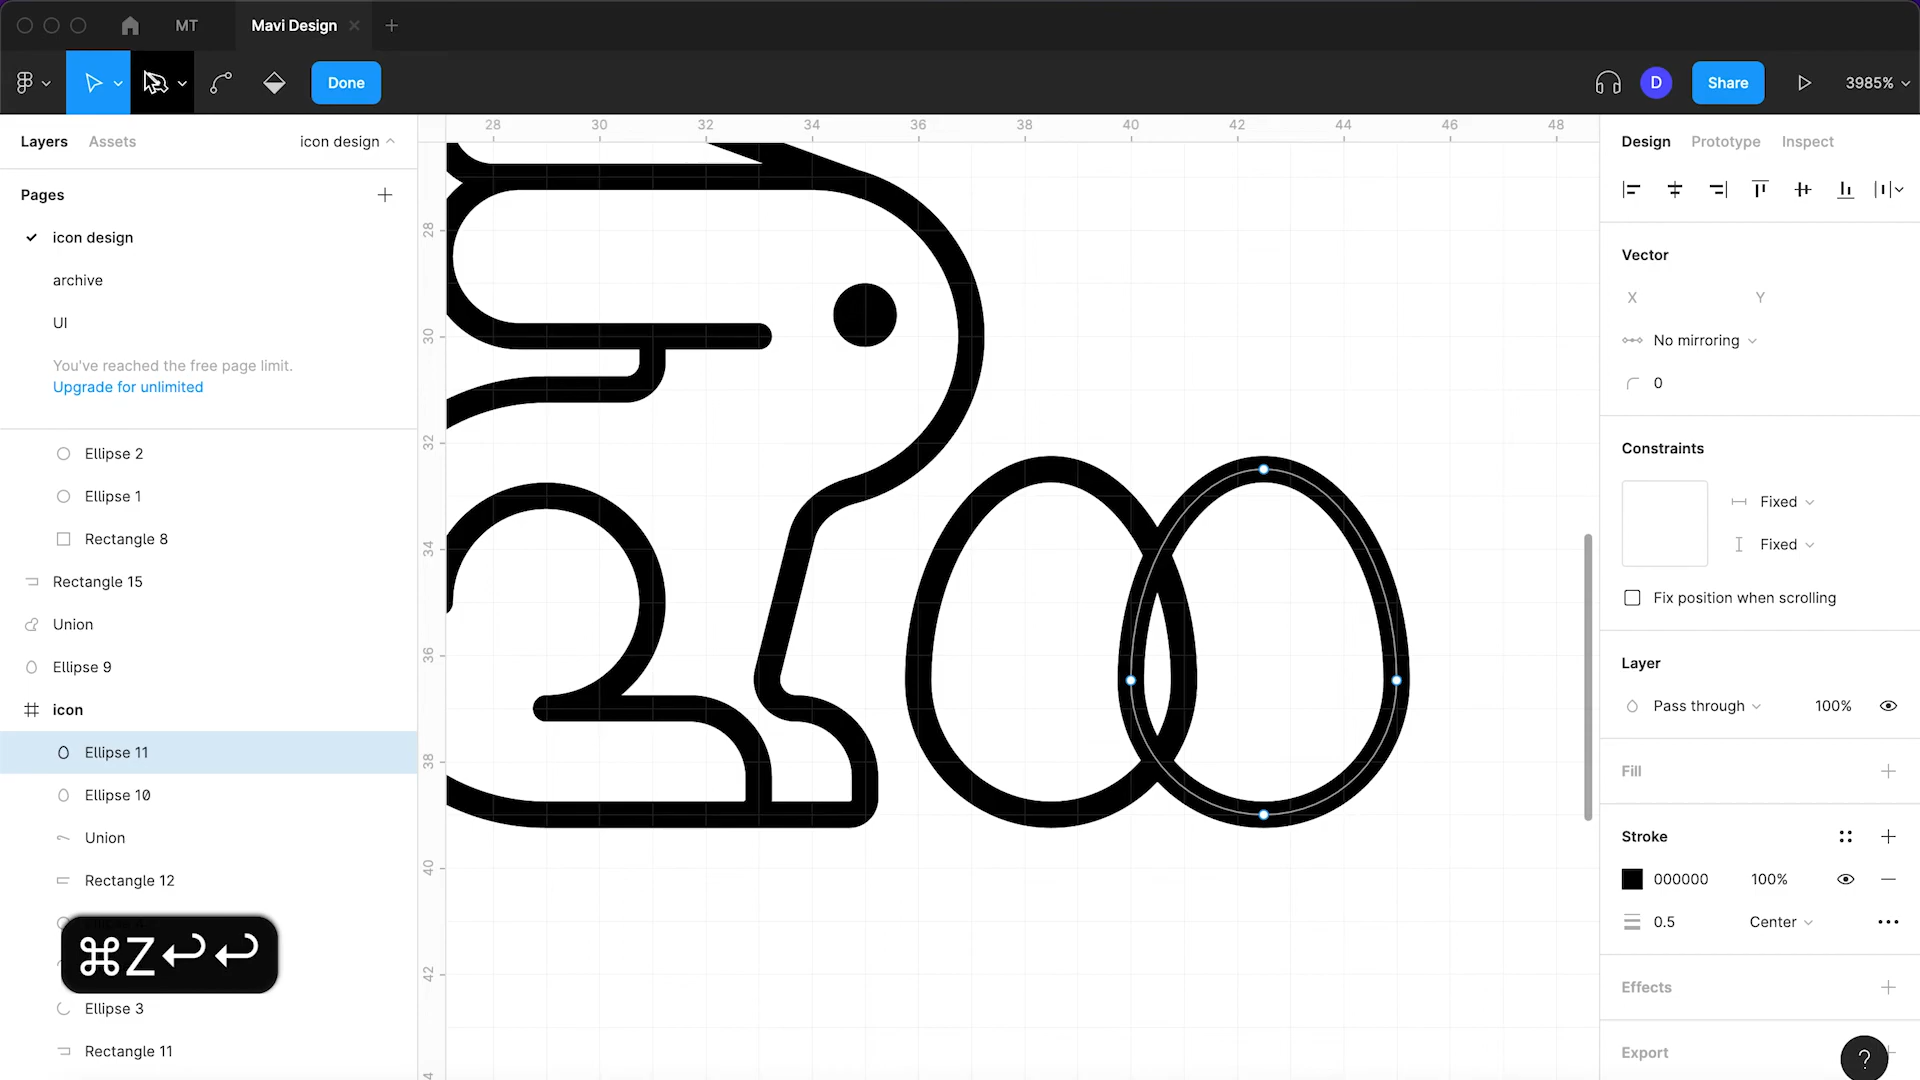 MT
Mavi Design
Done
D
Share
3985%
Layers
Assets
icon design
28
30
32
34
36
38
40
42
44
46
48
Design
Prototype
Inspect
Pages
icon design
archive
UI
You've reached the free page limit.
Upgrade for unlimited
Ellipse 2
Ellipse 1
Rectangle 8
Rectangle 15
Union
Ellipse 9
icon
Ellipse 11
Ellipse 10
Union
Rectangle 12
⌘Z↩↩
Ellipse 3
Rectangle 11
28
30
32
34
36
38
40
42
Vector
X
Y
No mirroring
0
Constraints
Fixed
Fixed
Fix position when scrolling
Layer
Pass through
100%
Fill
Stroke
000000
100%
0.5
Center
Effects
Export
?